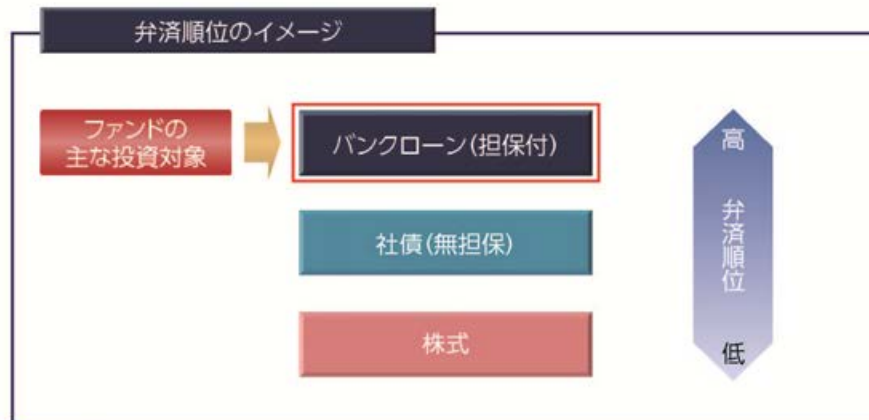 弁済順位のイメージ
ファンドの
主な投資対象
バンクローン(担保付)
社債(無担保)
株式
高
弁済順位
低